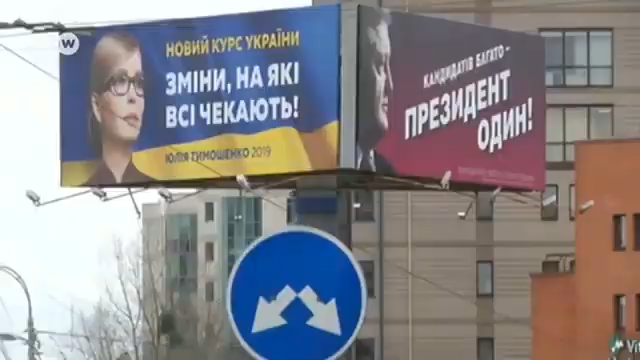 НОВИЙ КУРС УКРАЇНИ
ЗМІНИ, НА ЯКІ
ВСІ ЧЕКАЮТЬ!
ЮЛІЯ ТИМОШЕНКО 2019
КАНДИДАТІВ БАГАТО –
ПРЕЗИДЕНТ
ОДИН!